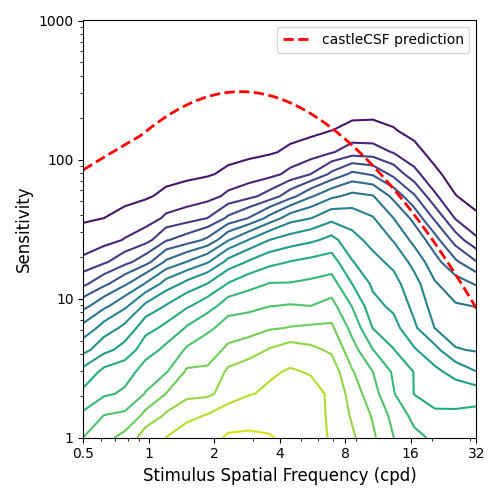 1000
castleCSF prediction
100
Sensitivity
10
1
0.5 1 2 4 8 16 32
Stimulus Spatial Frequency (cpd)